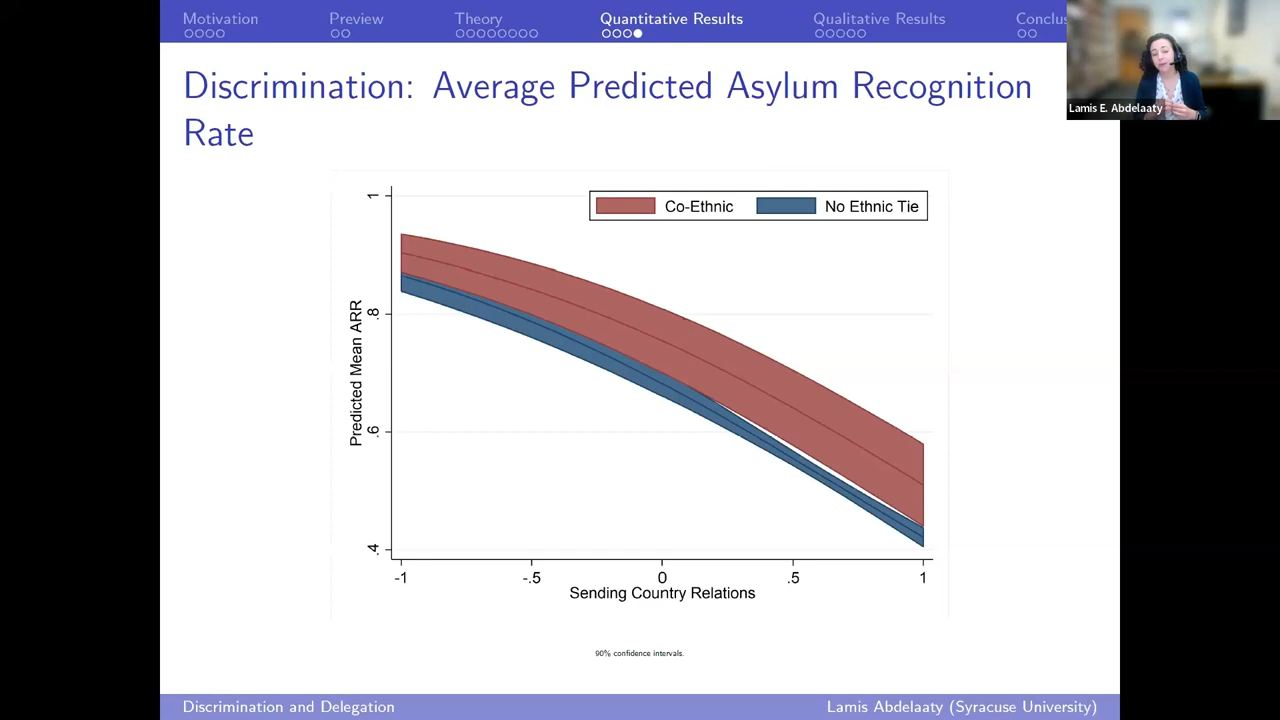 Motivation Preview Theory Quantitative Results Qualitative Results Conclus
Lamis E. Abdelaaty
Discrimination: Average Predicted Asylum Recognition
Rate
Co-Ethnic No Ethnic Tie
Predicted Mean ARR
1
.8
.6
.4
-1 -.5 0 .5 1
Sending Country Relations
90% confidence intervals.
Discrimination and Delegation Lamis Abdelaaty (Syracuse University)